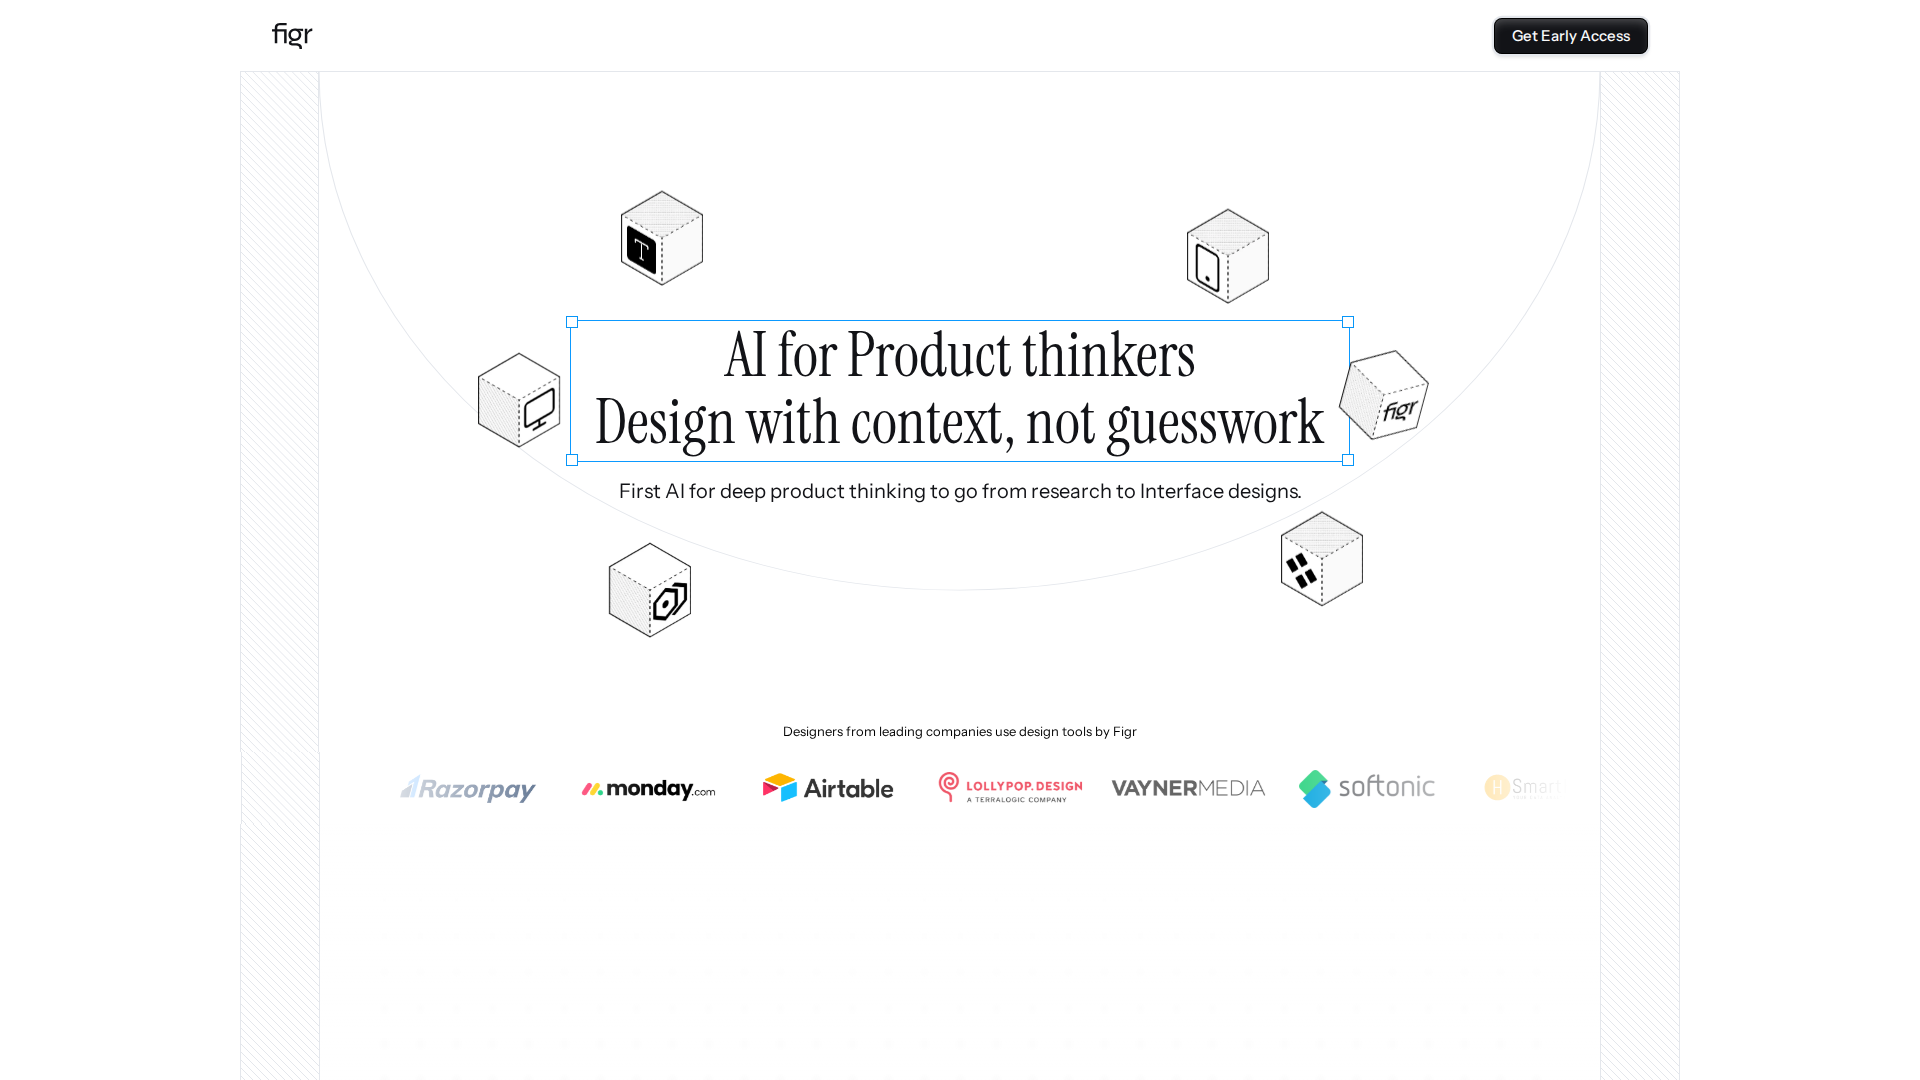 figr
Get Early Access
T
AI for Product thinkers
Design with context, not guesswork
figr
First AI for deep product thinking to go from research to Interface designs.
Designers from leading companies use design tools by Figr
Razorpay
monday.com
Airtable
LOLLYPOP.DESIGN
A TERRALOGIC COMPANY
VAYNERMEDIA
softonic
H Smart